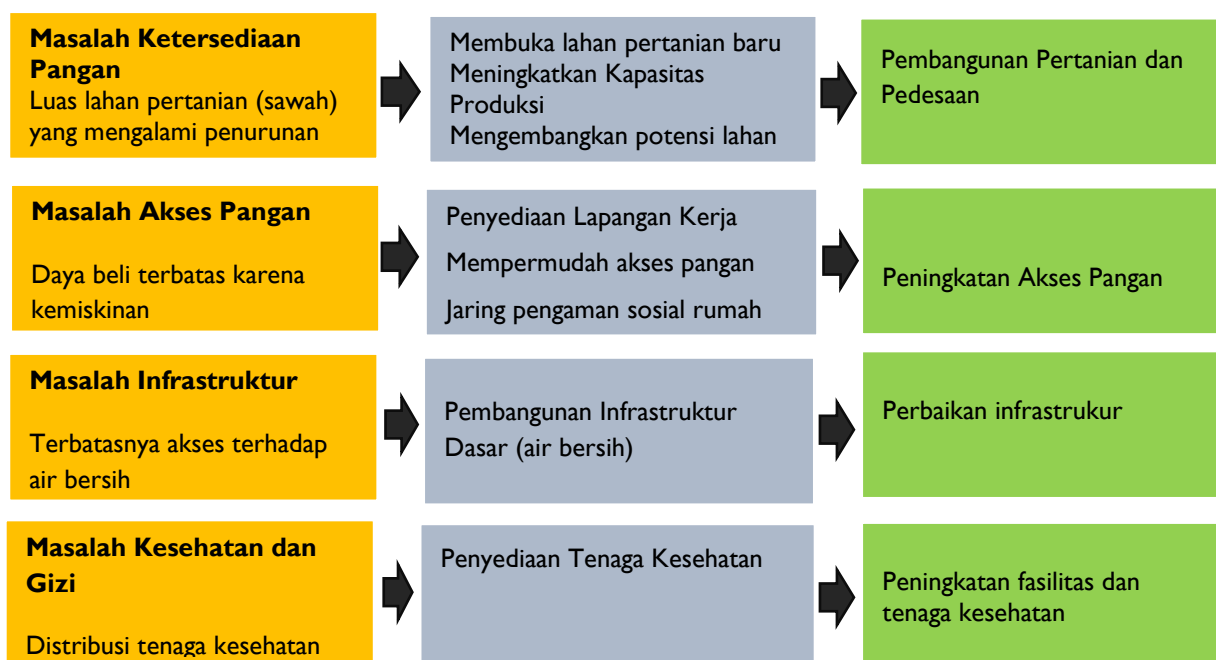 Masalah Ketersediaan
Pangan
Luas lahan pertanian (sawah)
yang mengalami penurunan
Membuka lahan pertanian baru
Meningkatkan Kapasitas
Produksi
Mengembangkan potensi lahan
Pembangunan Pertanian dan
Pedesaan
Masalah Akses Pangan
Daya beli terbatas karena
kemiskinan
Penyediaan Lapangan Kerja
Mempermudah akses pangan
Jaring pengaman sosial rumah
Peningkatan Akses Pangan
Masalah Infrastruktur
Terbatasnya akses terhadap
air bersih
Pembangunan Infrastruktur
Dasar (air bersih)
Perbaikan infrastrukur
Masalah Kesehatan dan
Gizi
Distribusi tenaga kesehatan
Penyediaan Tenaga Kesehatan
Peningkatan fasilitas dan
tenaga kesehatan